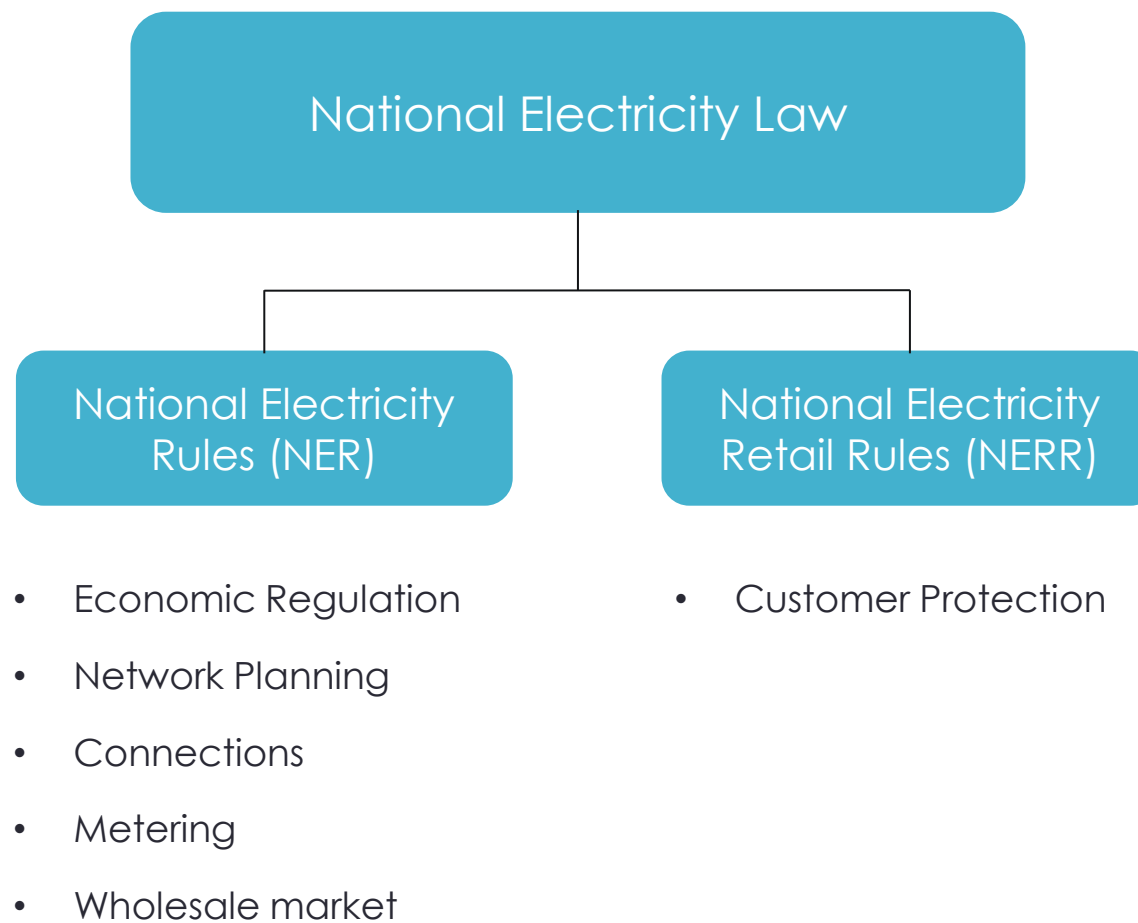 National Electricity Law
National Electricity
Rules (NER)
National Electricity
Retail Rules (NERR)
• Economic Regulation
• Network Planning
• Connections
• Metering
• Wholesale market
• Customer Protection